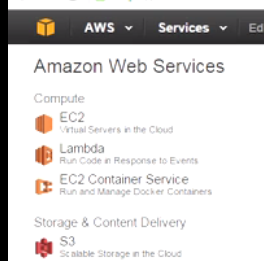 AWS Services Ed
Amazon Web Services
Compute
EC2
Virtual Servers in the Cloud
Lambda
Run Code in Response to Events
EC2 Container Service
Run and Manage Docker Containers
Storage & Content Delivery
S3
Scalable Storage in the Cloud